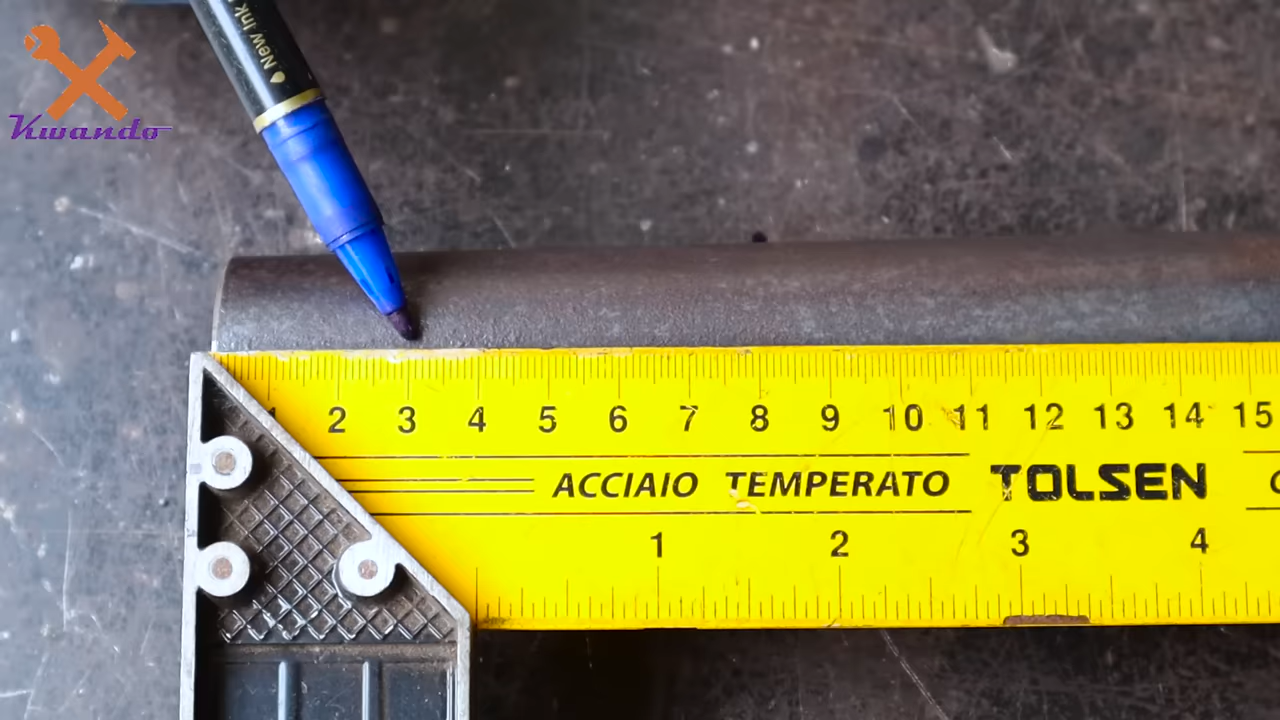 New Ink
Kwando
1 2 3 4 5 6 7 8 9 10 11 12 13 14 15
ACCIAIO TEMPERATO TOLSEN
1 2 3 4